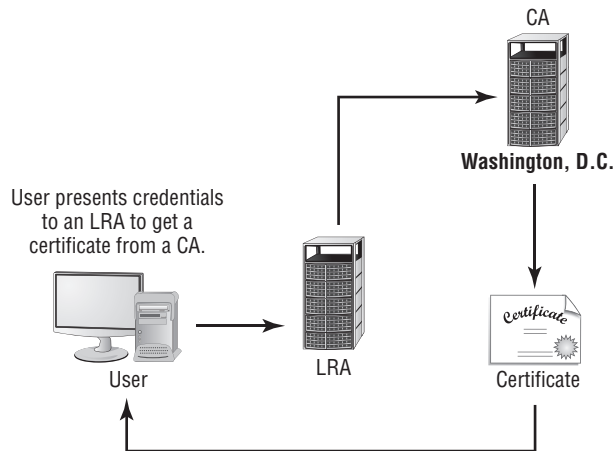 CA
Washington, D.C.
User presents credentials
to an LRA to get a
certificate from a CA.
User
LRA
Certificate
Certificate